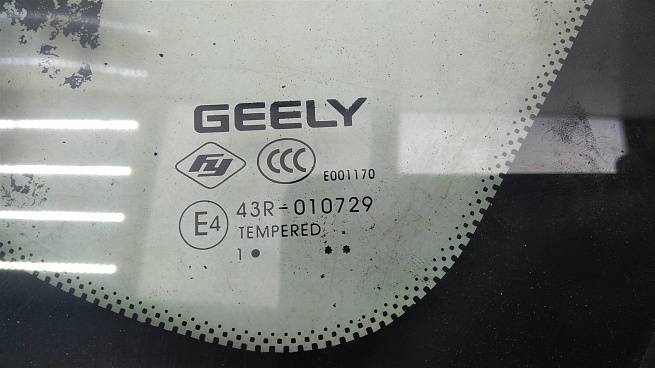 GEELY
FY CCC E001170
E4 43R-010729
TEMPERED
1 ● **